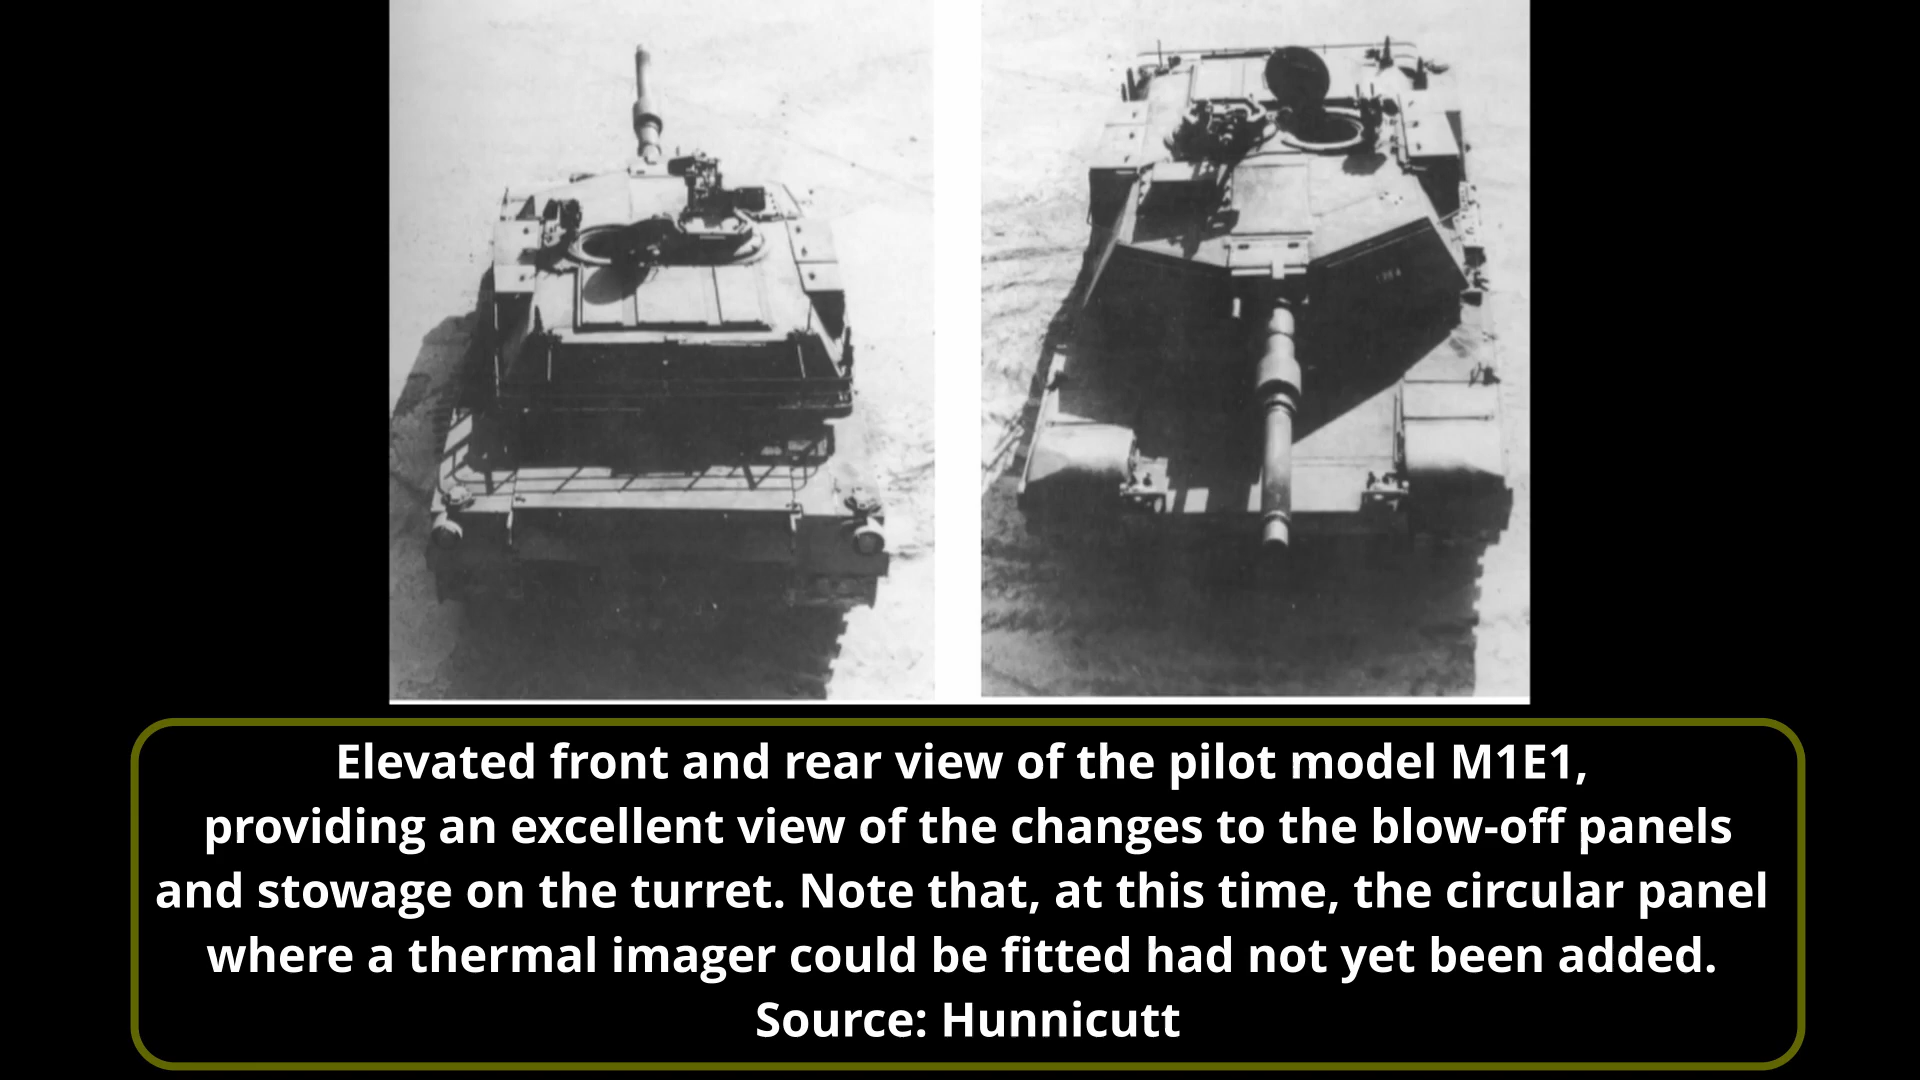 Elevated front and rear view of the pilot model M1E1,
providing an excellent view of the changes to the blow-off panels
and stowage on the turret. Note that, at this time, the circular panel
where a thermal imager could be fitted had not yet been added.
Source: Hunnicutt